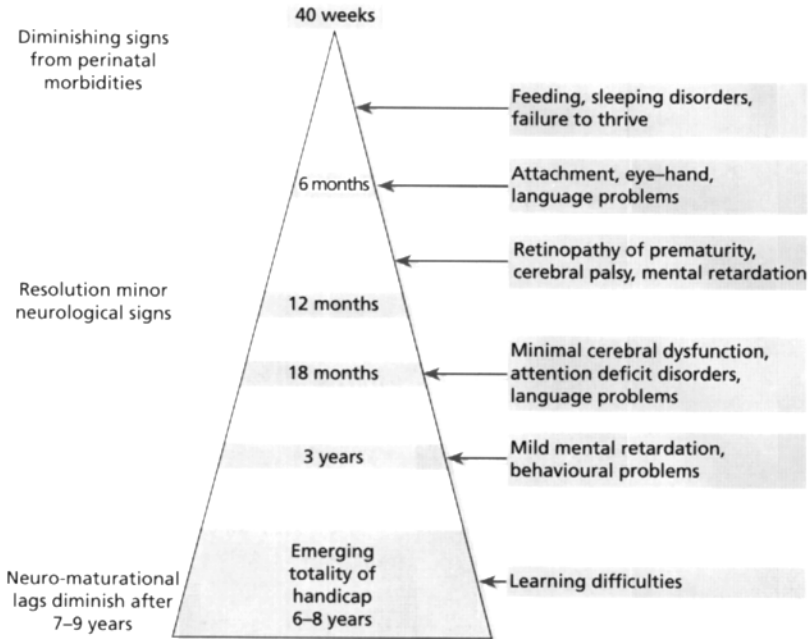 40 weeks
Diminishing signs
from perinatal
morbidities
Feeding, sleeping disorders,
failure to thrive
6 months
Attachment, eye–hand,
language problems
Retinopathy of prematurity,
cerebral palsy, mental retardation
Resolution minor
neurological signs
12 months
18 months
Minimal cerebral dysfunction,
attention deficit disorders,
language problems
3 years
Mild mental retardation,
behavioural problems
Neuro-maturational
lags diminish after
7–9 years
Emerging
totality of
handicap
6–8 years
Learning difficulties